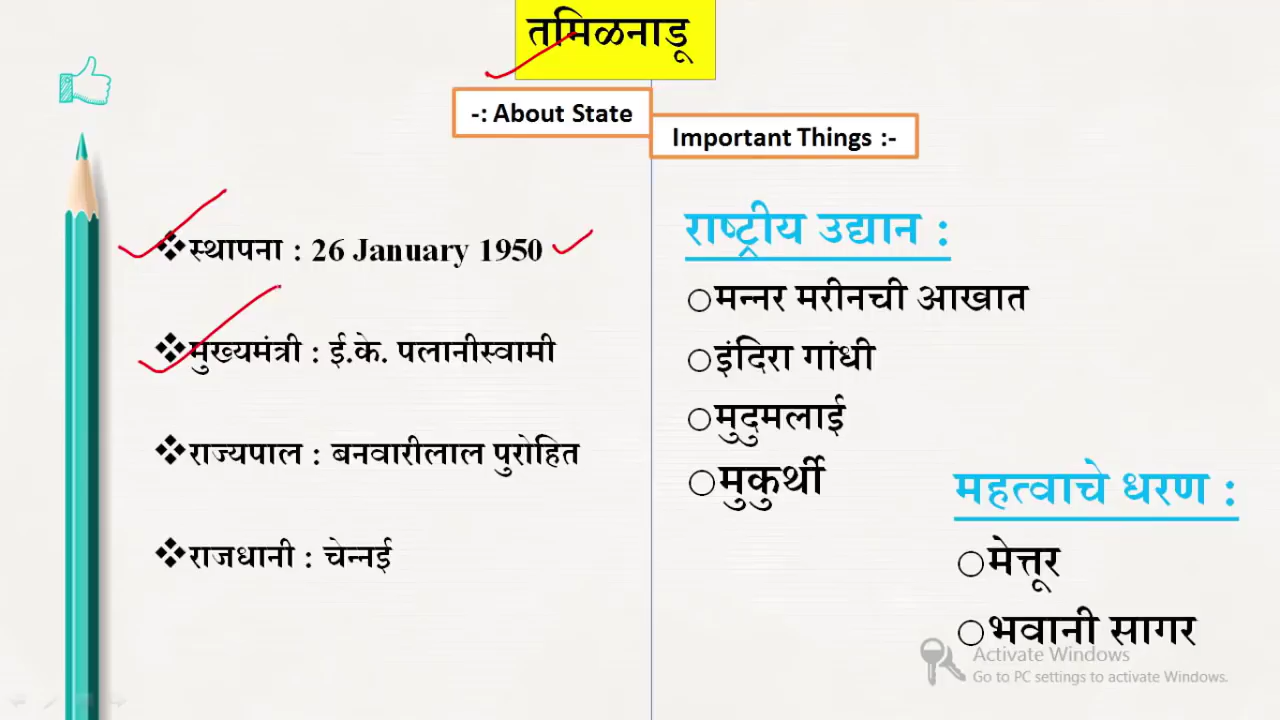 तमिळनाडू
-: About State
Important Things :-
❖स्थापना : 26 January 1950
❖मुख्यमंत्री : ई.के. पलानीस्वामी
❖राज्यपाल : बनवारीलाल पुरोहित
❖राजधानी : चेन्नई
राष्ट्रीय उद्यान :
○मन्नर मरीनची आखात
○इंदिरा गांधी
○मुदुमलाई
○मुकुर्थी
महत्वाचे धरण :
○मेत्तूर
○भवानी सागर
Activate Windows
Go to PC settings to activate Windows.